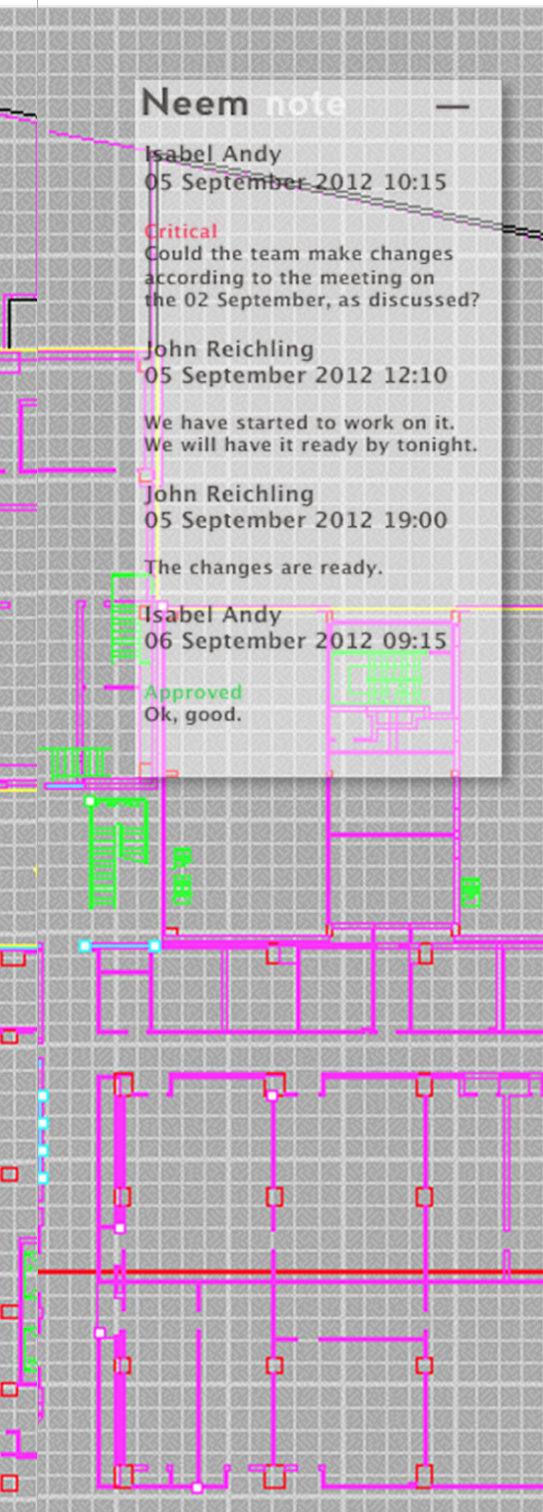 Neem note
Isabel Andy
05 September 2012 10:15
Critical
Could the team make changes
according to the meeting on
the 02 September, as discussed?
John Reichling
05 September 2012 12:10
We have started to work on it.
We will have it ready by tonight.
John Reichling
05 September 2012 19:00
The changes are ready.
Isabel Andy
06 September 2012 09:15
Approved
Ok, good.